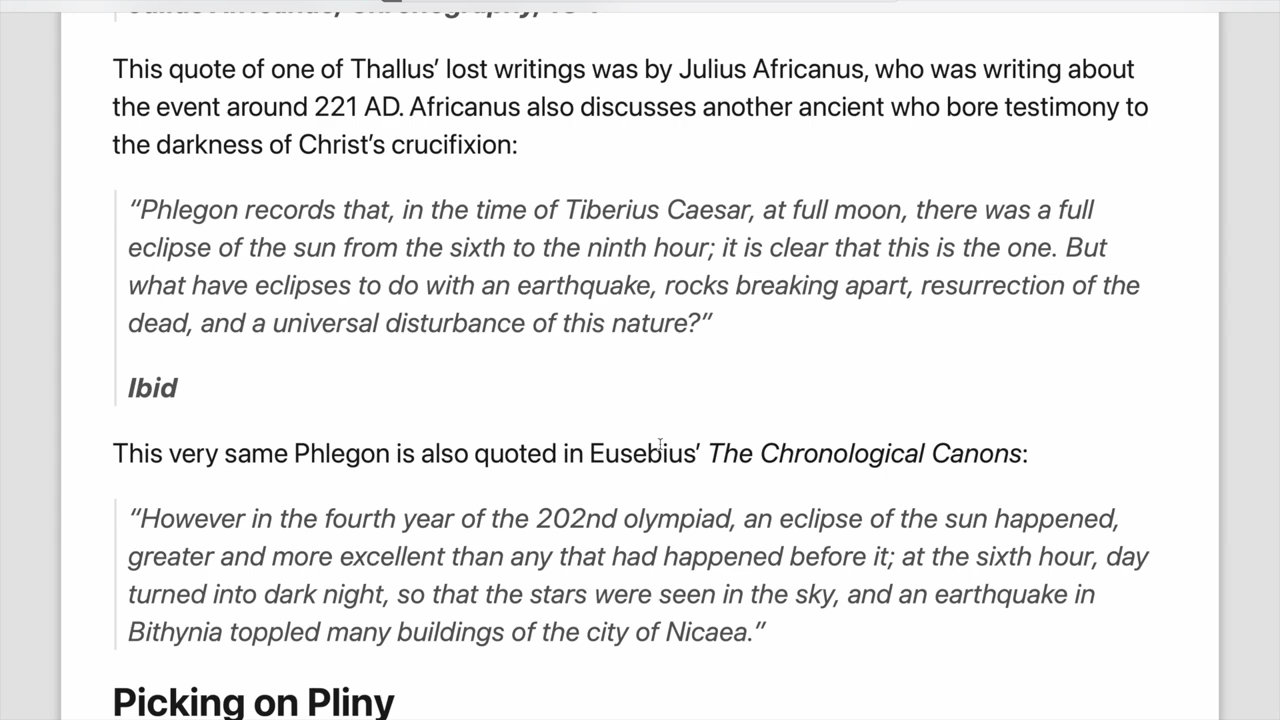 This quote of one of Thallus’ lost writings was by Julius Africanus, who was writing about
the event around 221 AD. Africanus also discusses another ancient who bore testimony to
the darkness of Christ’s crucifixion:
“Phlegon records that, in the time of Tiberius Caesar, at full moon, there was a full
eclipse of the sun from the sixth to the ninth hour; it is clear that this is the one. But
what have eclipses to do with an earthquake, rocks breaking apart, resurrection of the
dead, and a universal disturbance of this nature?”
Ibid
This very same Phlegon is also quoted in Eusebius’ The Chronological Canons:
“However in the fourth year of the 202nd olympiad, an eclipse of the sun happened,
greater and more excellent than any that had happened before it; at the sixth hour, day
turned into dark night, so that the stars were seen in the sky, and an earthquake in
Bithynia toppled many buildings of the city of Nicaea.”
Picking on Pliny